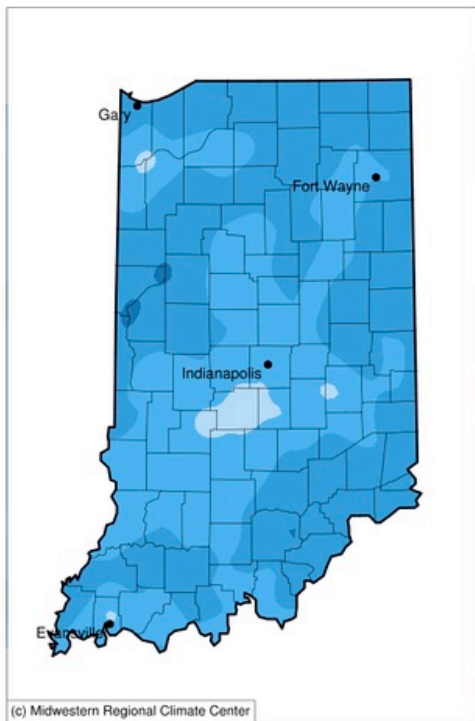 Gary
Fort Wayne
Indianapolis
Evansville
(c) Midwestern Regional Climate Center